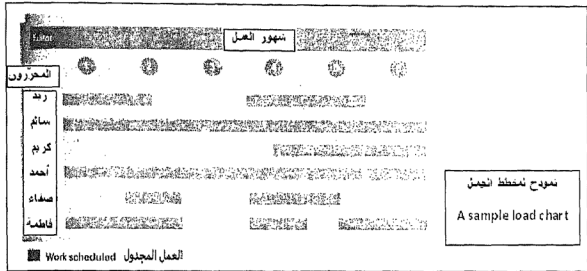 Editor
شهور العمل
المحررون
زيد
سالم
كريم
أحمد
صفاء
فاطمة
نموذج لمخطط الحمل
A sample load chart
Work scheduled العمل المجدول